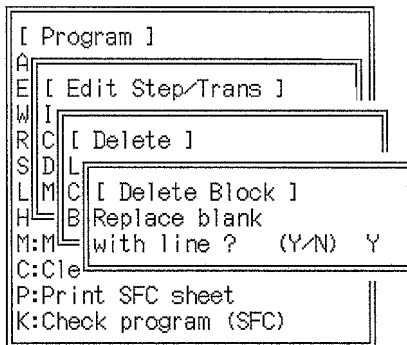 [ Program ]
A
E [ Edit Step/Trans ]
W I
R C [ Delete ]
S D L
L M C [ Delete Block ]
H B Replace blank
M:M with line ? (Y/N) Y
C:Cle
P:Print SFC sheet
K:Check program (SFC)